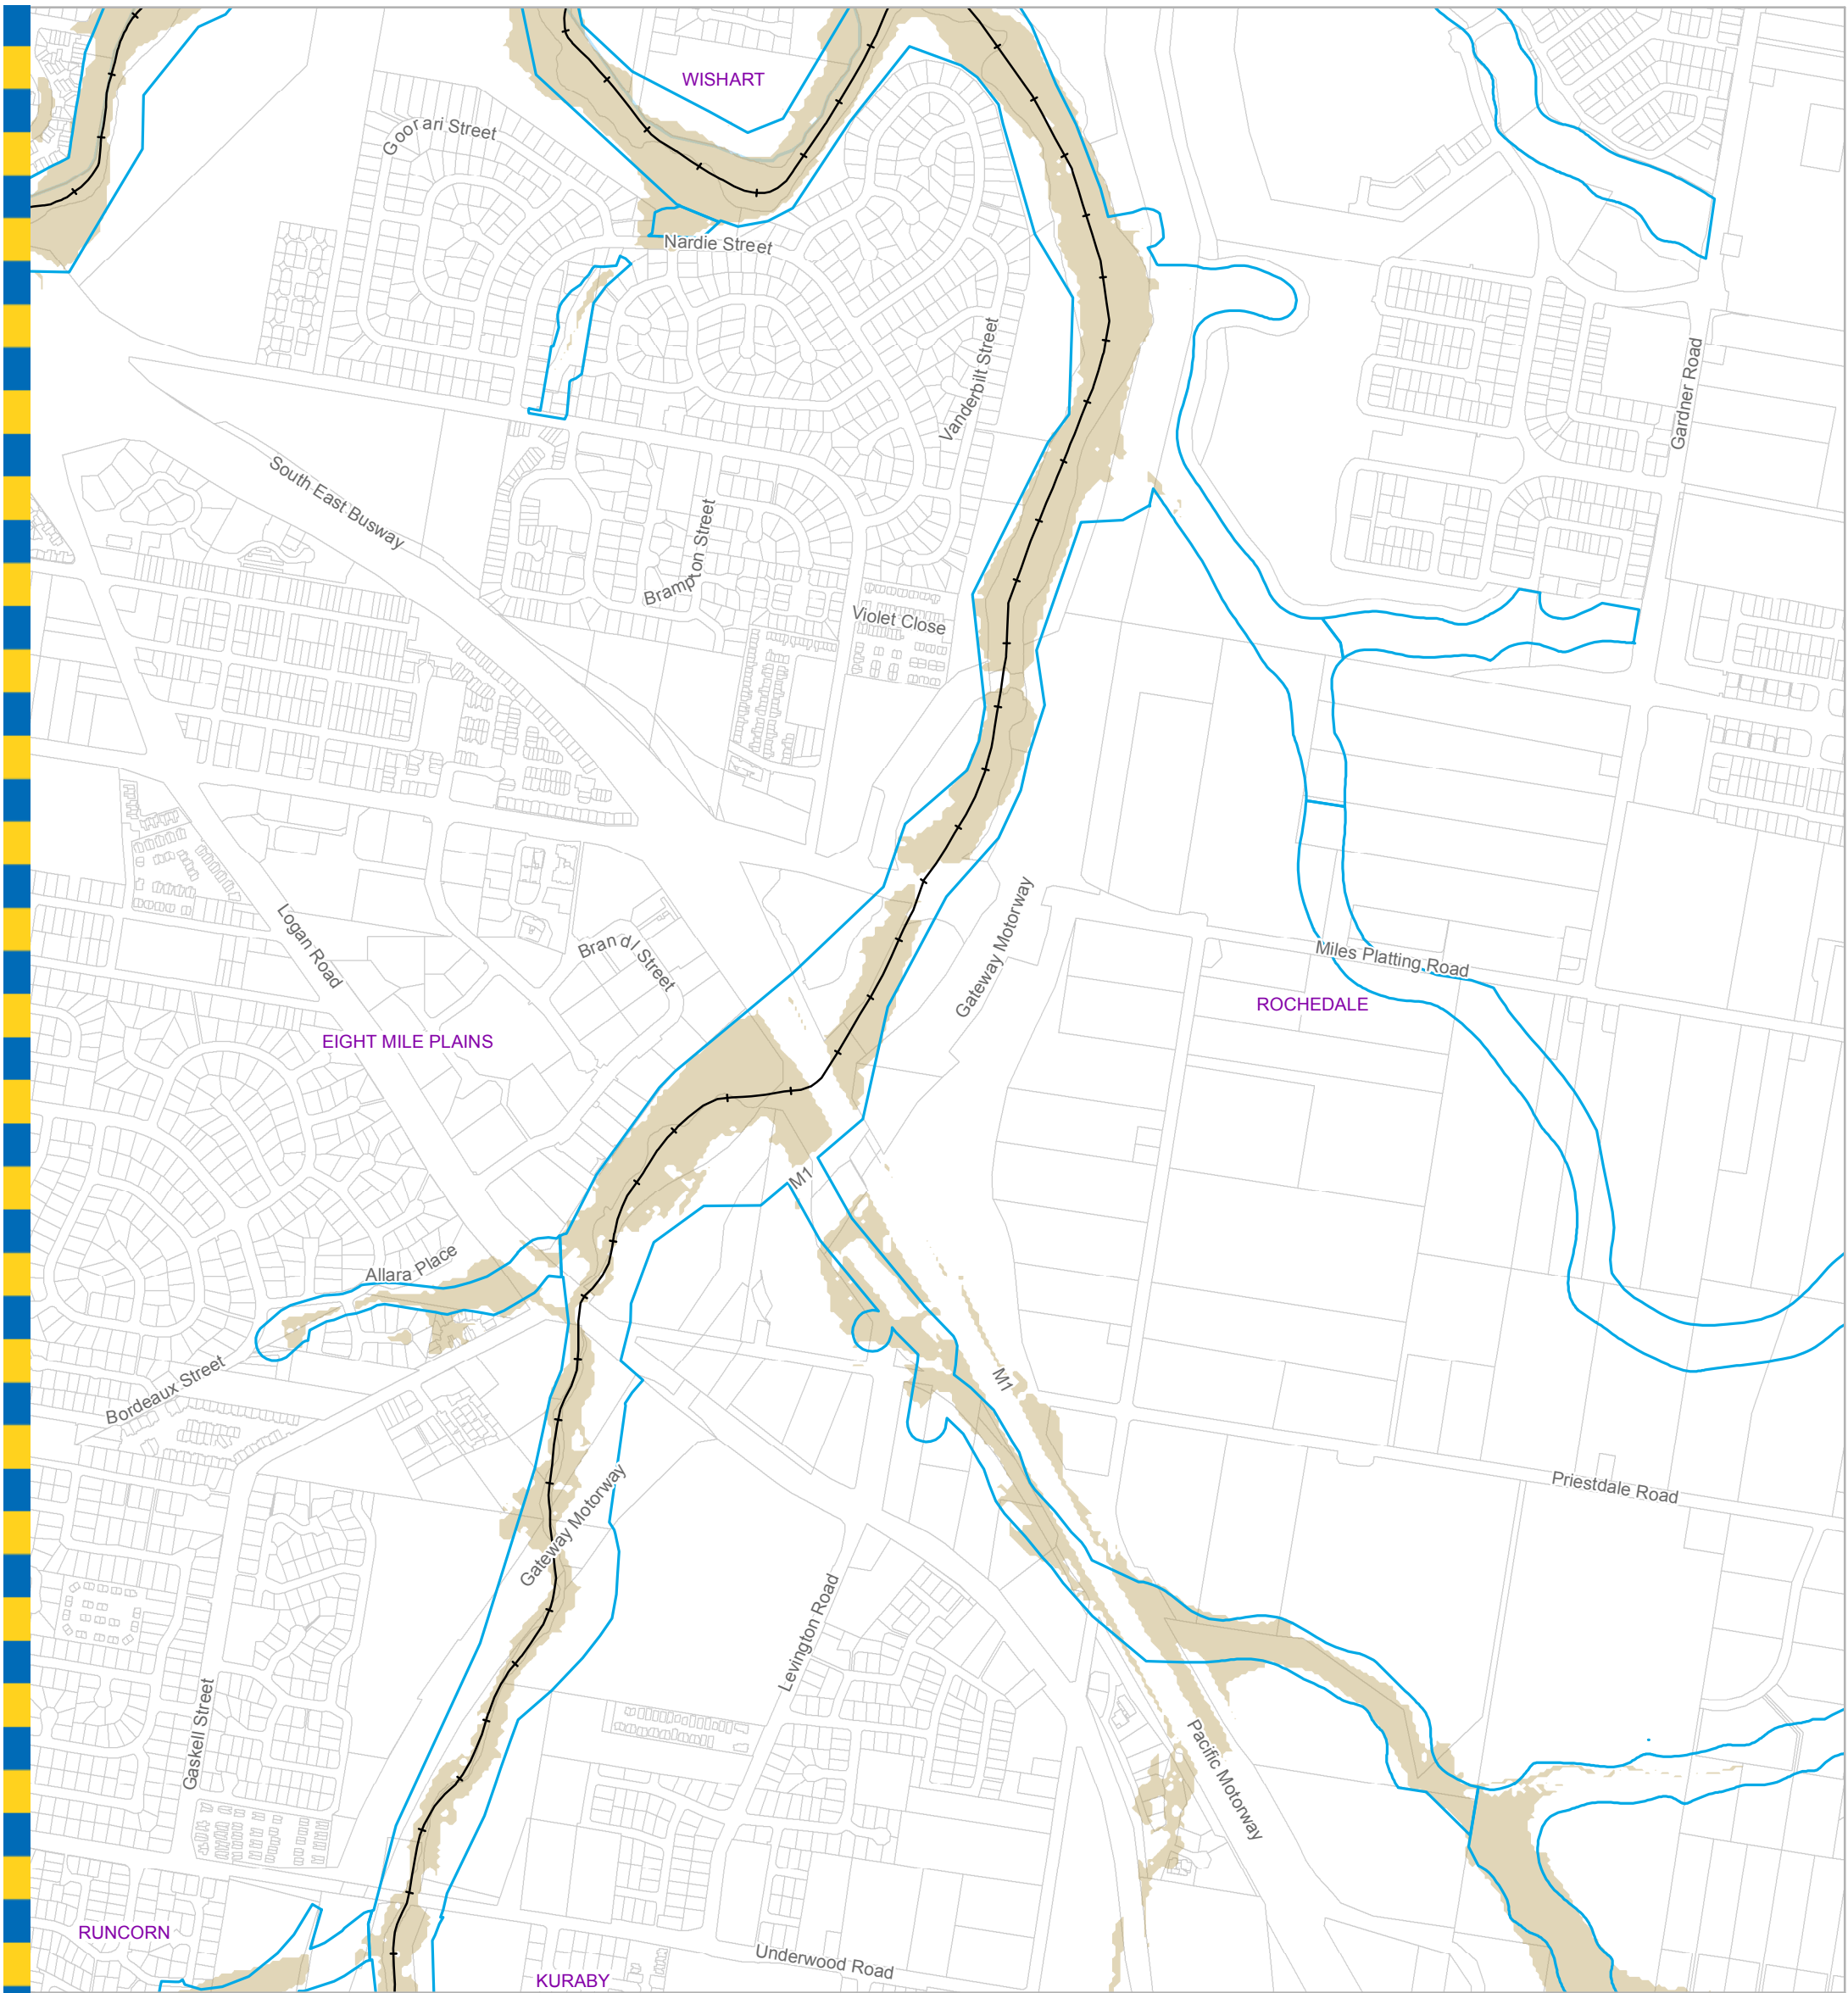 WISHART
Goorari Street
Nardie Street
Vanderbilt Street
Gardner Road
South East Busway
Brampton Street
Violet Close
Logan Road
Brandl Street
Gateway Motorway
Miles Platting Road
ROCHEDALE
EIGHT MILE PLAINS
M1
Allara Place
Bordeaux Street
M1
Gateway Motorway
Priestdale Road
Levington Road
Gaskell Street
Pacific Motorway
RUNCORN
Underwood Road
KURABY